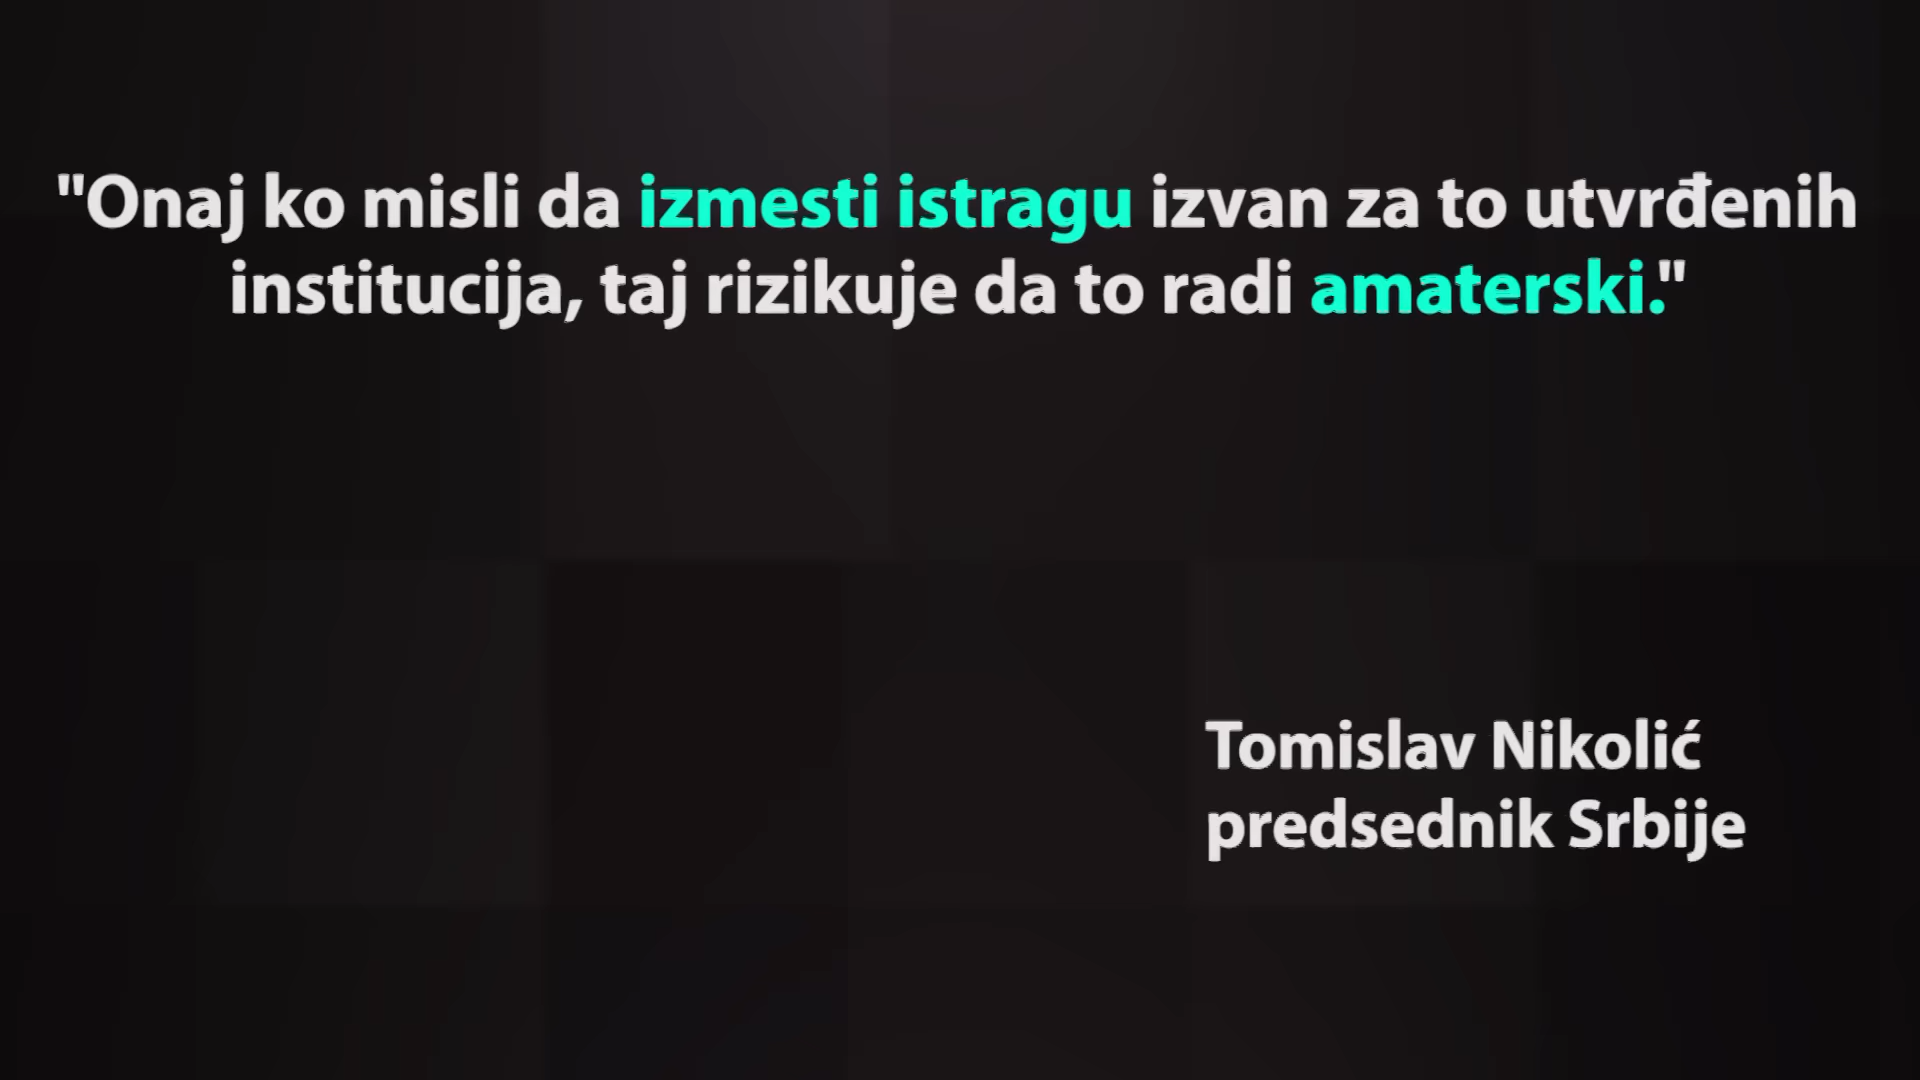 "Onaj ko misli da izmesti istragu izvan za to utvrđenih
institucija, taj rizikuje da to radi amaterski."
Tomislav Nikolić
predsednik Srbije